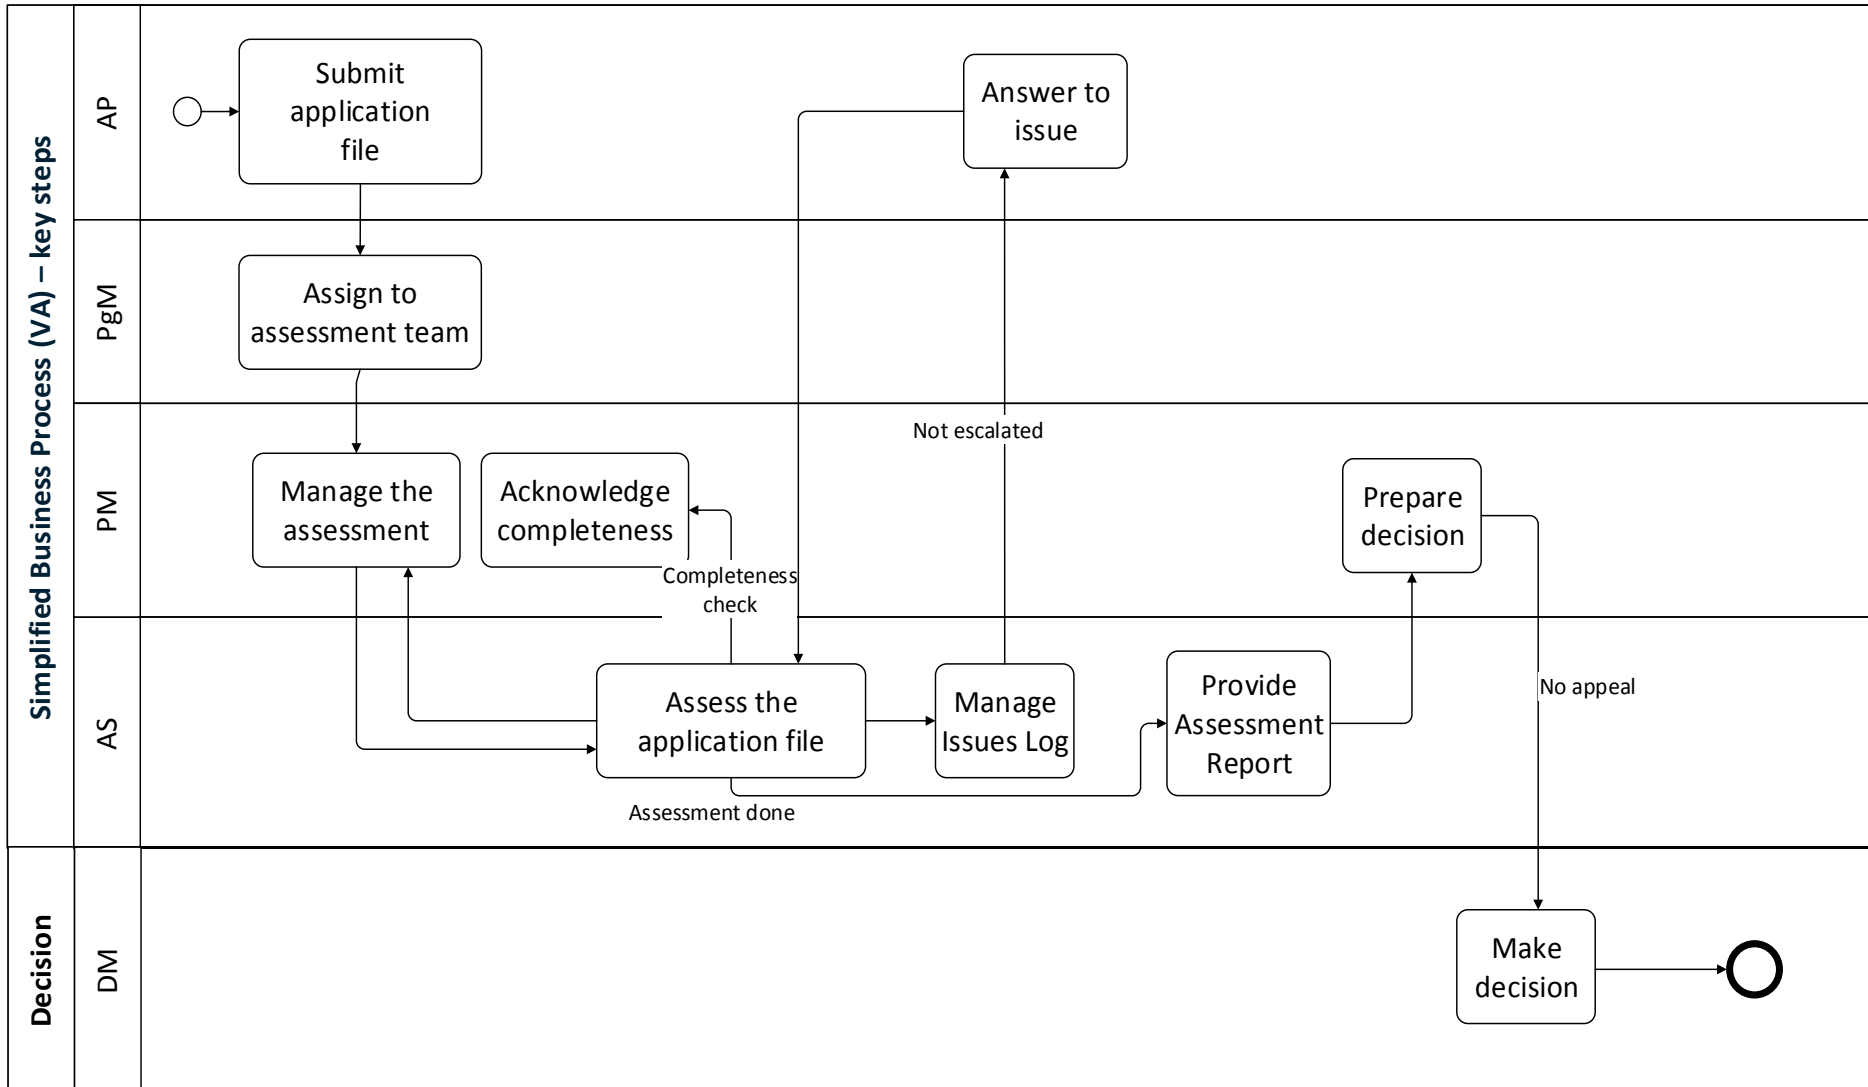 Simplified Business Process (VA) – key steps
AP
Submit
application
file
Answer to
issue
PgM
Assign to
assessment team
PM
Not escalated
Manage the
assessment
Acknowledge
completeness
Completeness
check
Prepare
decision
AS
Assess the
application file
Manage
Issues Log
Provide
Assessment
Report
No appeal
Assessment done
Decision
DM
Make
decision